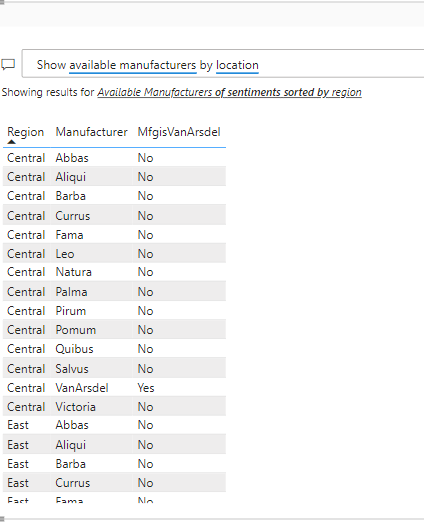 Show available manufacturers by location
Showing results for Available Manufacturers of sentiments sorted by region
Region Manufacturer MfgisVanArsdel
Central Abbas No
Central Aliqui No
Central Barba No
Central Currus No
Central Fama No
Central Leo No
Central Natura No
Central Palma No
Central Pirum No
Central Pomum No
Central Quibus No
Central Salvus No
Central VanArsdel Yes
Central Victoria No
East Abbas No
East Aliqui No
East Barba No
East Currus No
East Fama No